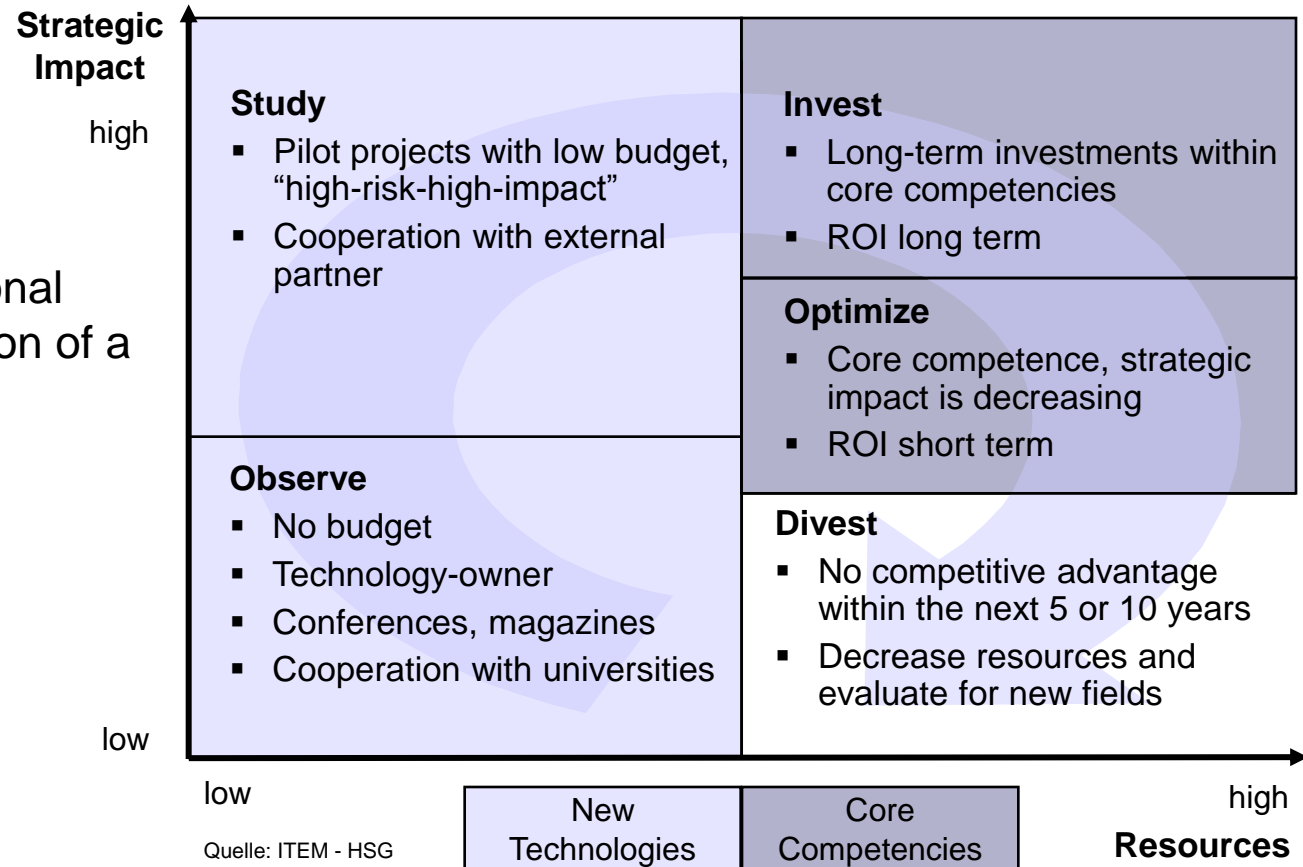 Strategic
Impact
high
onal
on of a
low
Study
▪ Pilot projects with low budget,
“high-risk-high-impact”
▪ Cooperation with external
partner
Invest
▪ Long-term investments within
core competencies
▪ ROI long term
Optimize
▪ Core competence, strategic
impact is decreasing
▪ ROI short term
Observe
▪ No budget
▪ Technology-owner
▪ Conferences, magazines
▪ Cooperation with universities
Divest
▪ No competitive advantage
within the next 5 or 10 years
▪ Decrease resources and
evaluate for new fields
low
New
Technologies
Core
Competencies
high
Resources
Quelle: ITEM - HSG